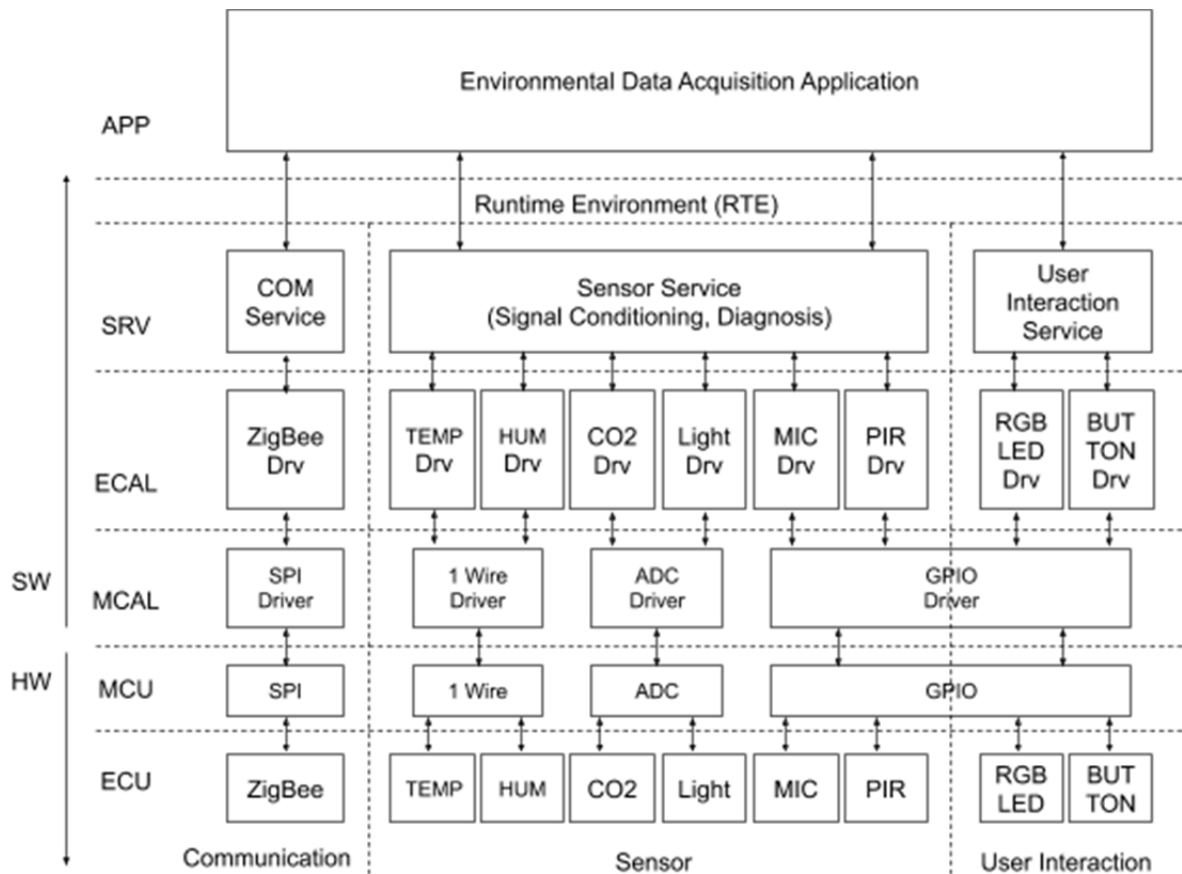 Environmental Data Acquisition Application
APP
Runtime Environment (RTE)
SRV
COM
Service
Sensor Service
(Signal Conditioning, Diagnosis)
User
Interaction
Service
ECAL
ZigBee
Drv
TEMP
Drv
HUM
Drv
CO2
Drv
Light
Drv
MIC
Drv
PIR
Drv
RGB
LED
Drv
BUT
TON
Drv
SW
MCAL
SPI
Driver
1 Wire
Driver
ADC
Driver
GPIO
Driver
HW
MCU
SPI
1 Wire
ADC
GPIO
ECU
ZigBee
TEMP
HUM
CO2
Light
MIC
PIR
RGB
LED
BUT
TON
Communication
Sensor
User Interaction